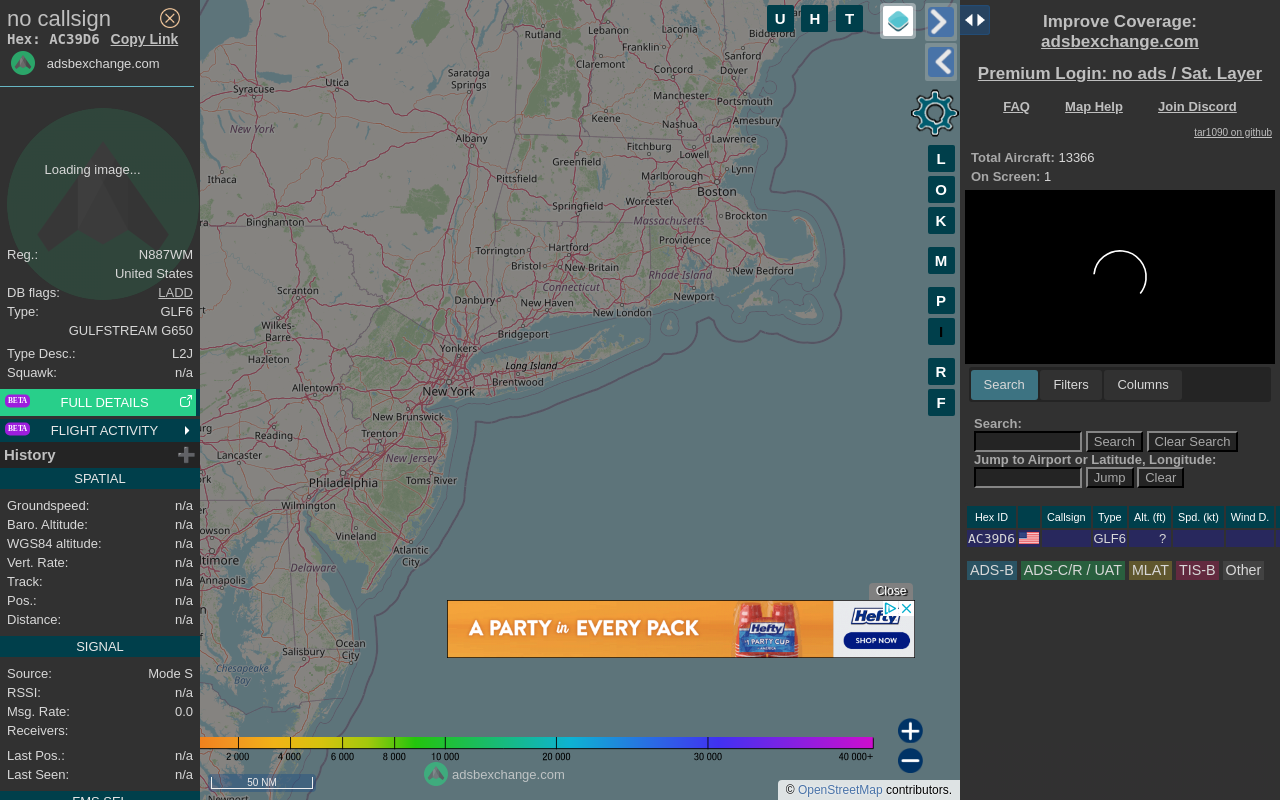 no callsign
Hex: AC39D6 Copy Link
adsbexchange.com
Loading image...
Reg.: N887WM
United States
DB flags: LADD
Type: GLF6
GULFSTREAM G650
Type Desc.: L2J
Squawk: n/a
BETA FULL DETAILS
BETA FLIGHT ACTIVITY
History
SPATIAL
Groundspeed: n/a
Baro. Altitude: n/a
WGS84 altitude: n/a
Vert. Rate: n/a
Track: n/a
Pos.: n/a
Distance: n/a
SIGNAL
Source: Mode S
RSSI: n/a
Msg. Rate: 0.0
Receivers:
Last Pos.: n/a
Last Seen: n/a
FMS SEL
U H T
L
O
K
M
P
I
R
F
Rutland
Lebanon
Laconia
Biddeford
Franklin
Sanford
Claremont
Concord
Dover
Saratoga
Springs
Utica
Syracuse
Manchester
Portsmouth
Keene
Nashua
Amesbury
New York
Albany
Fitchburg
Lawrence
Greenfield
Lowell
Lynn
Ithaca
Pittsfield
Marlborough
Boston
Springfield
Worcester
Brockton
Binghamton
Massachusetts
Torrington
Hartford
Providence
Bristol
New Britain
Rhode Island
New Bedford
Connecticut
Scranton
Danbury
New Haven
Newport
New London
Wilkes-
Barre
Bridgeport
Hazleton
Yonkers
Long Island
Allentown
New York
Brentwood
New Brunswick
Reading
Trenton
Lancaster
New Jersey
Philadelphia
Toms River
Wilmington
Vineland
Atlantic
City
Annapolis
Delaware
Ocean
City
Salisbury
Chesapeake
Bay
Newport
Close
A PARTY in EVERY PACK
Hefty
PARTY CUP
Hefty
SHOP NOW
2 000 4 000 6 000 8 000 10 000 20 000 30 000 40 000+
50 NM
adsbexchange.com
© OpenStreetMap contributors.
Improve Coverage:
adsbexchange.com
Premium Login: no ads / Sat. Layer
FAQ Map Help Join Discord
tar1090 on github
Total Aircraft: 13366
On Screen: 1
Search Filters Columns
Search:
Search Clear Search
Jump to Airport or Latitude, Longitude:
Jump Clear
Hex ID Callsign Type Alt. (ft) Spd. (kt) Wind D.
AC39D6 GLF6 ?
ADS-B ADS-C/R / UAT MLAT TIS-B Other